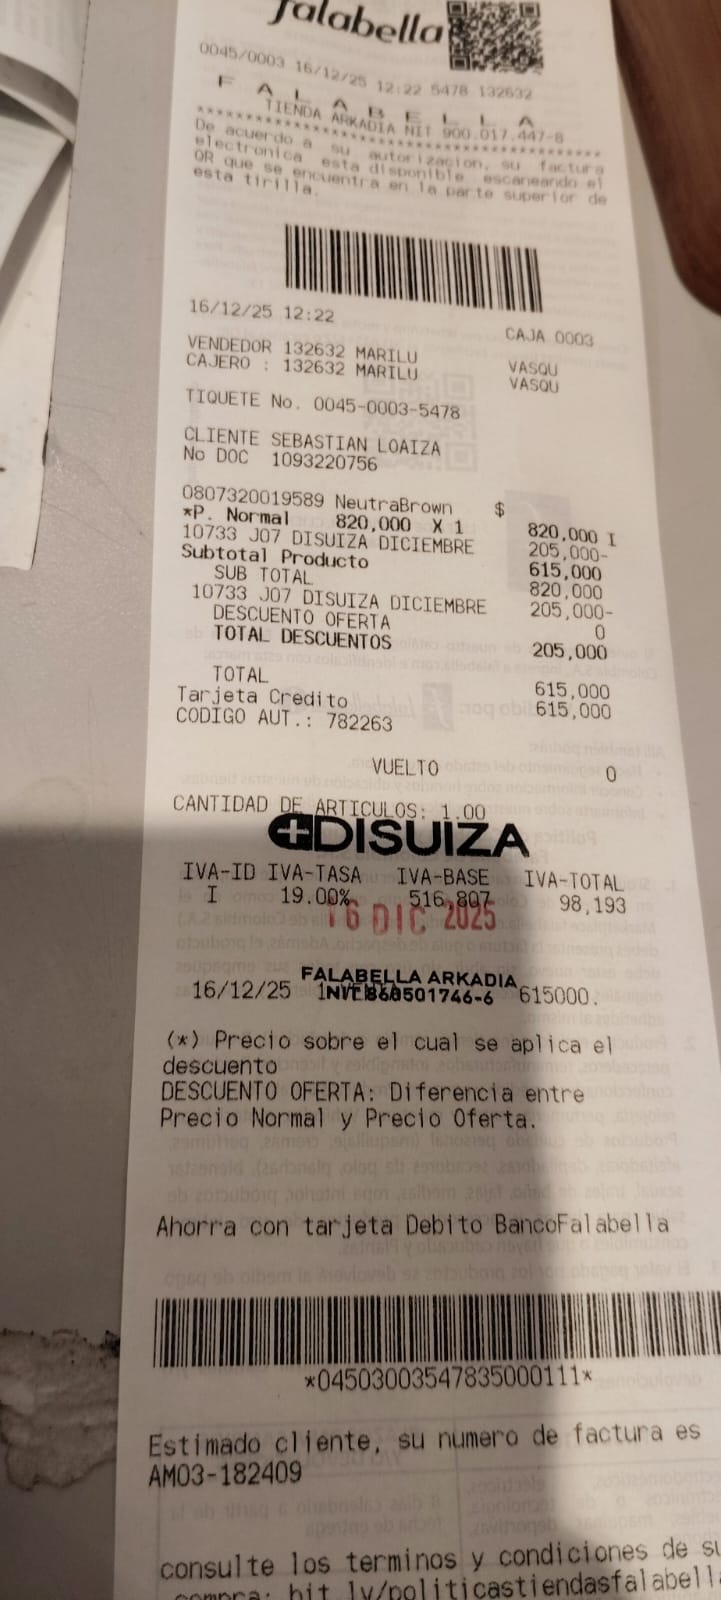 falabella
0045/0003 16/12/25 12:22 5478 132632
F A L A B E L L A
TIENDA ARKADIA NIT 900.017.447-8
****************************************
De acuerdo a su autorizacion, su factura
electronica esta disponible escaneando el
QR que se encuentra en la parte superior de
esta tirilla.
16/12/25 12:22 CAJA 0003
VENDEDOR 132632 MARILU VASQU
CAJERO : 132632 MARILU VASQU
TIQUETE No. 0045-0003-5478
CLIENTE SEBASTIAN LOAIZA
No DOC 1093220756
0807320019589 NeutraBrown $ 820,000 I
*P. Normal 820,000 X 1
10733 J07 DISUIZA DICIEMBRE 205,000-
Subtotal Producto 615,000
SUB TOTAL 820,000
10733 J07 DISUIZA DICIEMBRE 205,000-
DESCUENTO OFERTA 0
TOTAL DESCUENTOS 205,000
TOTAL 615,000
Tarjeta Credito 615,000
CODIGO AUT.: 782263
VUELTO 0
CANTIDAD DE ARTICULOS: 1.00
DISUIZA
IVA-ID IVA-TASA IVA-BASE IVA-TOTAL
I 19.00% 516,807 98,193
16 DIC 2025
FALABELLA ARKADIA
16/12/25 NIT 860501746-6 615000.
(*) Precio sobre el cual se aplica el
descuento
DESCUENTO OFERTA: Diferencia entre
Precio Normal y Precio Oferta.
Ahorra con tarjeta Debito BancoFalabella
*04503003547835000111*
Estimado cliente, su numero de factura es
AM03-182409
consulte los terminos y condiciones de su
compra: bit.ly/politicastiendasfalabell